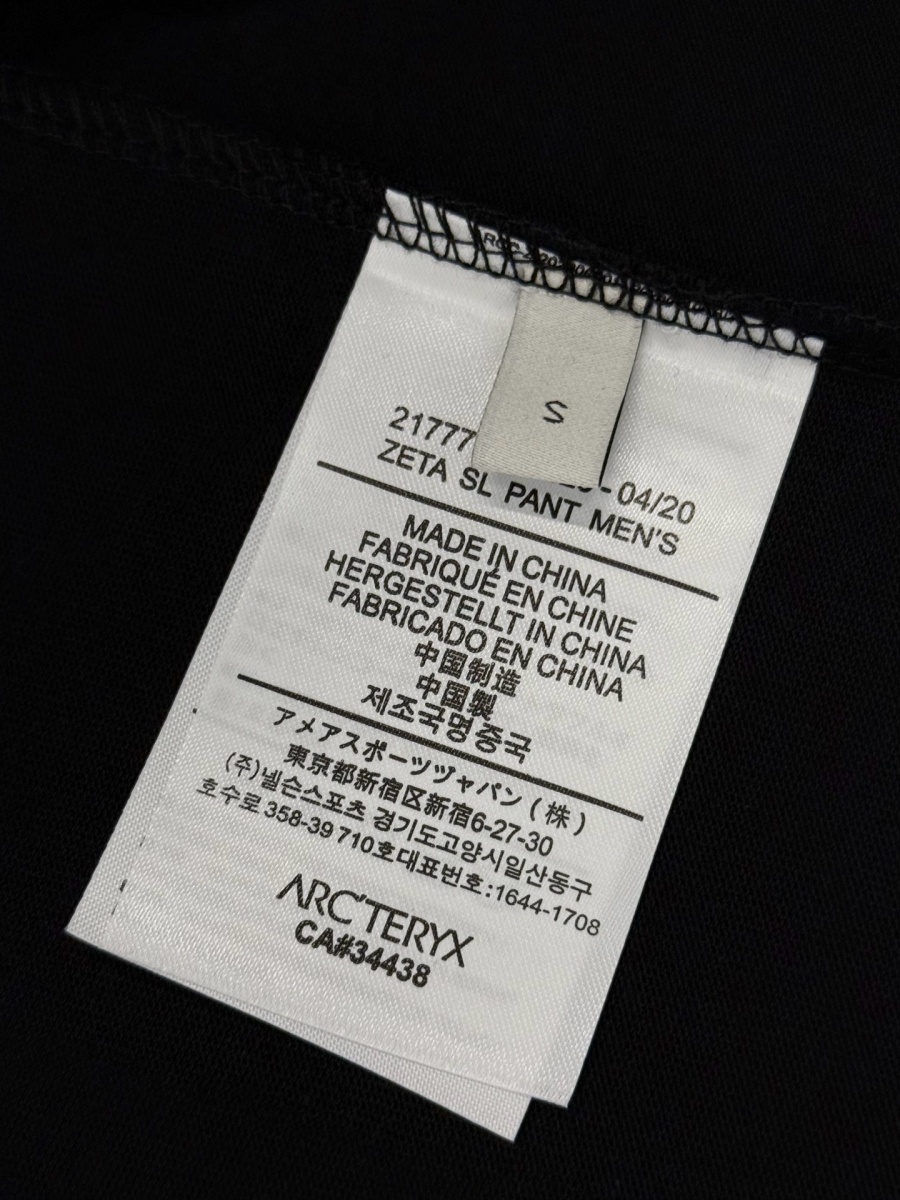 S
21777
-04/20
ZETA SL PANT MEN'S
MADE IN CHINA
FABRIQUÉ EN CHINE
HERGESTELLT IN CHINA
FABRICADO EN CHINA
中国制造
中国製
제조국명 중국
アメアスポーツヅャパン (株)
東京都新宿区新宿6-27-30
(주)넬슨스포츠 경기도고양시일산동구
호수로 358-39 710호대표번호:1644-1708
ARC'TERYX
CA#34438